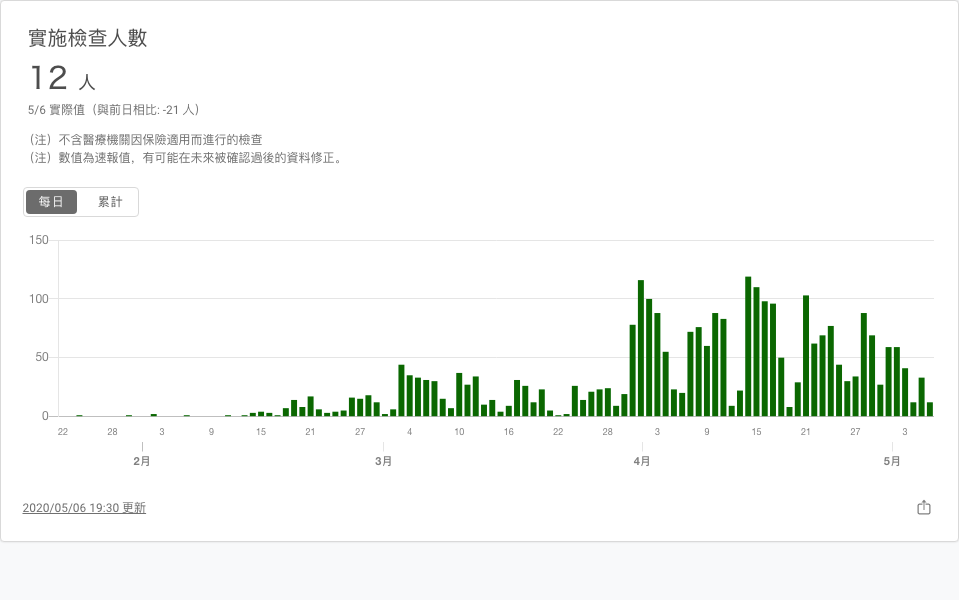 實施檢查人數
12 人
5/6 實際值（與前日相比: -21 人）
（注）不含醫療機關因保險適用而進行的檢查
（注）數值為速報值，有可能在未來被確認過後的資料修正。
每日 累計
150
100
50
0
22 28 3 9 15 21 27 4 10 16 22 28 3 9 15 21 27 3
2月 3月 4月 5月
2020/05/06 19:30 更新